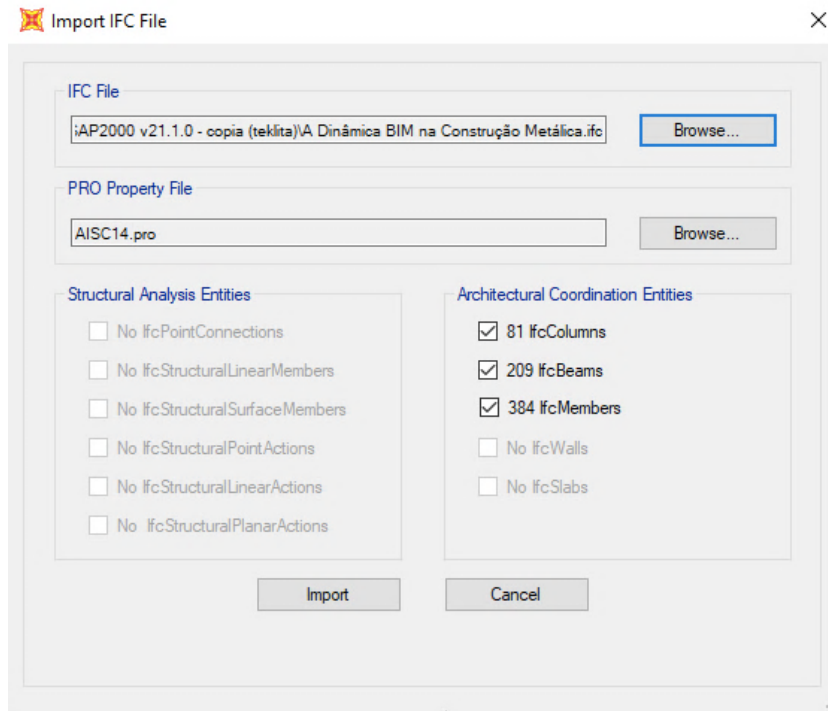 Import IFC File
IFC File
SAP2000 v21.1.0 - copia (teklita)\A Dinâmica BIM na Construção Metálica.ifc
Browse...
PRO Property File
AISC14.pro
Browse...
Structural Analysis Entities
No IfcPointConnections
No IfcStructuralLinearMembers
No IfcStructuralSurfaceMembers
No IfcStructuralPointActions
No IfcStructuralLinearActions
No IfcStructuralPlanarActions
Architectural Coordination Entities
81 IfcColumns
209 IfcBeams
384 IfcMembers
No IfcWalls
No IfcSlabs
Import
Cancel